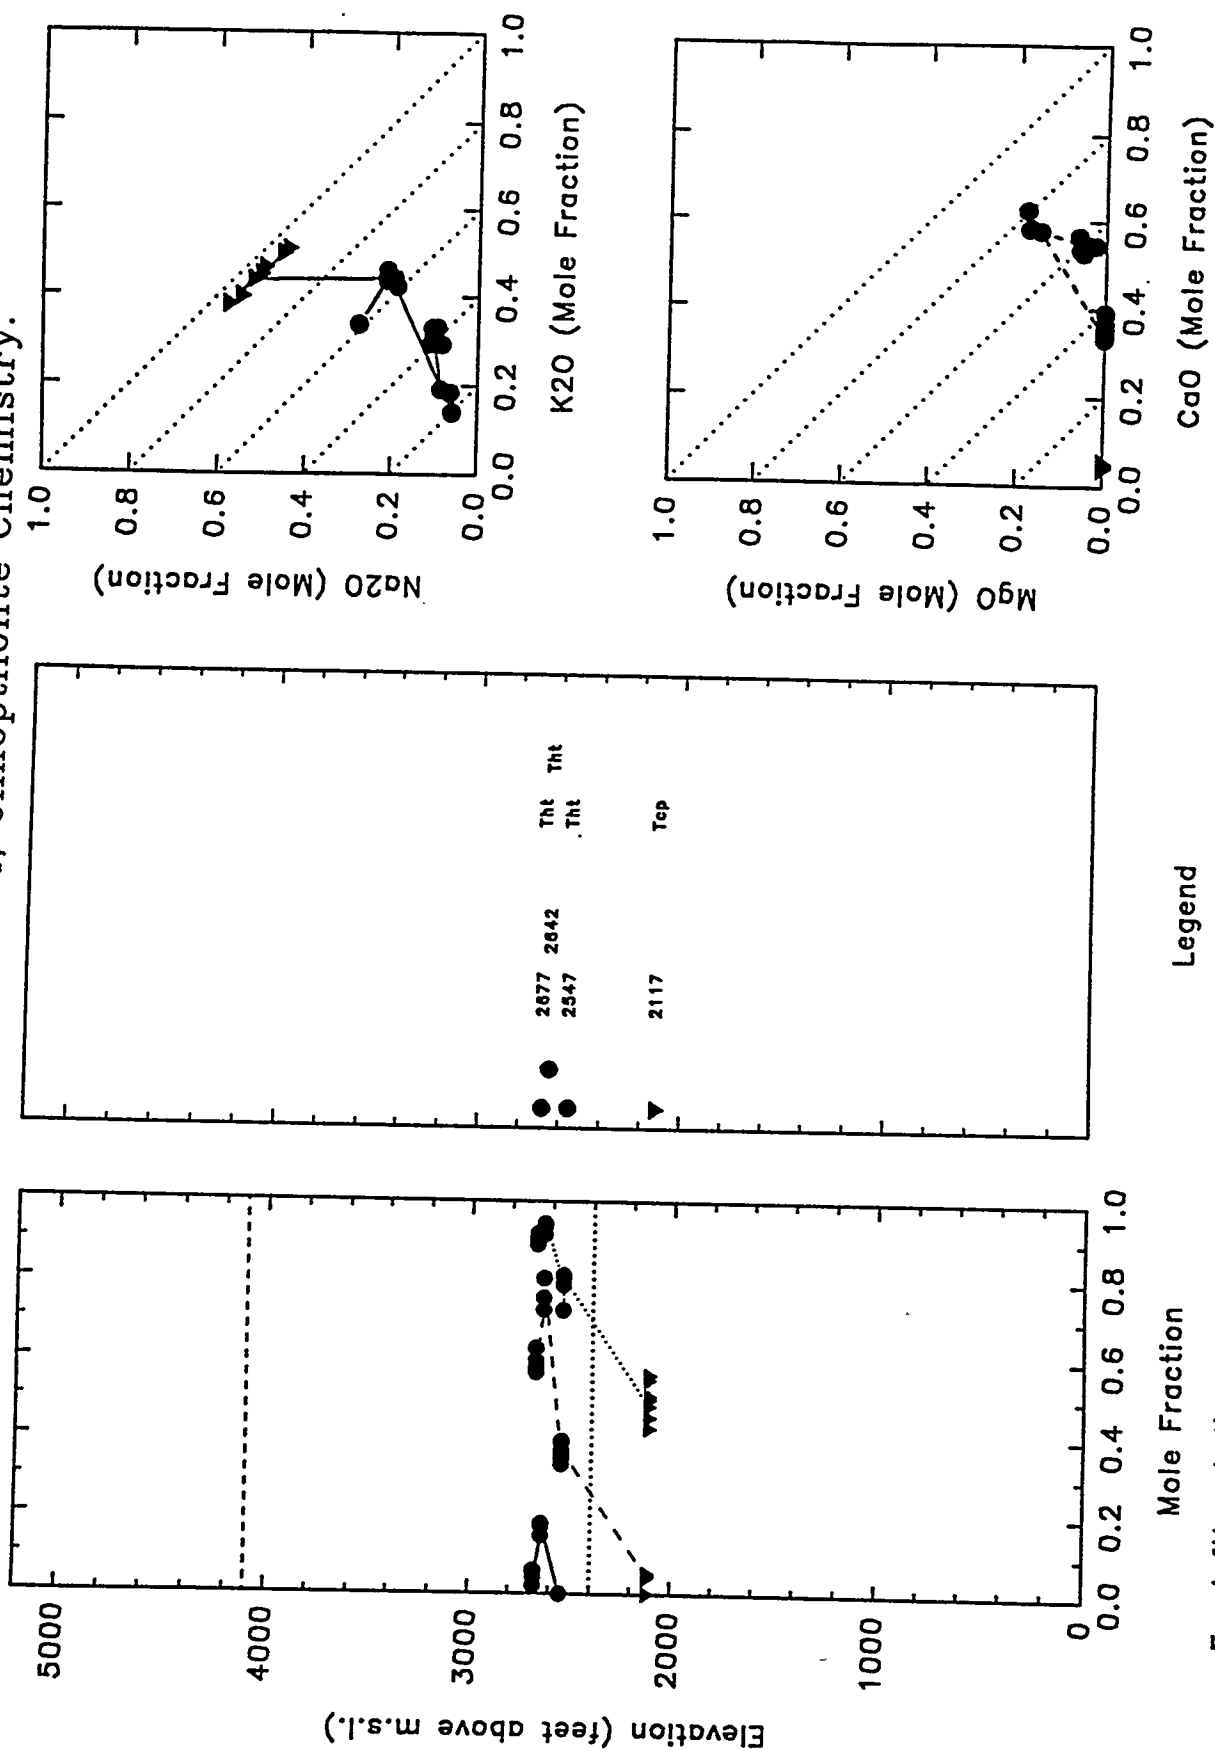 Clinoptilolite Chemistry.
5000
4000
3000
2000
1000
0
Elevation (feet above m.s.l.)
0.0 0.2 0.4 0.6 0.8 1.0
Mole Fraction
2677 Tht
2642 Tht
2547 Tht
2117 Tcp
Legend
1.0
0.8
0.6
0.4
0.2
0.0
Na2O (Mole Fraction)
0.0 0.2 0.4 0.6 0.8 1.0
K2O (Mole Fraction)
1.0
0.8
0.6
0.4
0.2
0.0
MgO (Mole Fraction)
0.0 0.2 0.4 0.6 0.8 1.0
CaO (Mole Fraction)